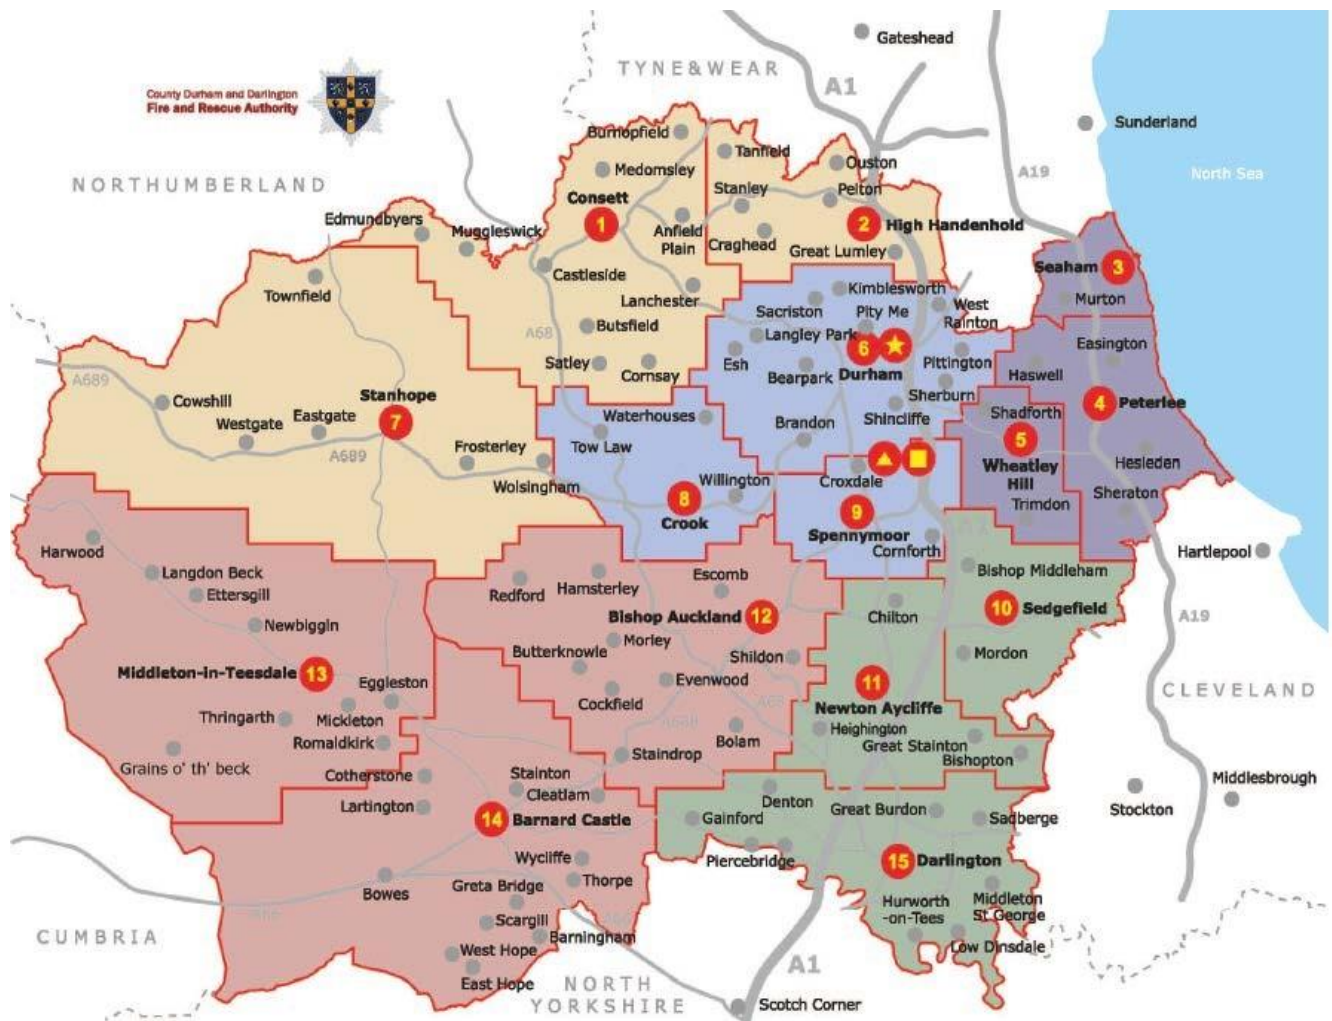 Gateshead
TYNE&WEAR
A1
County Durham and Darlington
Fire and Rescue Authority
Sunderland
Burnopfield
Tanfield
Ouston
North Sea
A19
Medomsley
NORTHUMBERLAND
Stanley
Pelton
Consett
1
2
High Handenhold
Edmundbyers
Muggleswick
Anfield
Plain
Craghead
Great Lumley
Seaham
3
Castleside
Townfield
Lanchester
Kimblesworth
Murton
Sacriston
Pity Me
West
Rainton
A68
Butsfield
Langley Park
6
Easington
Satley
Cornsay
Esh
Bearpark
Durham
Pittington
Haswell
A689
Stanhope
Sherburn
Cowshill
7
4
Peterlee
Westgate
Eastgate
Waterhouses
Shincliffe
Shadforth
Tow Law
Brandon
5
A689
Frosterley
Wheatley
Hill
Hesleden
Wolsingham
Willington
Croxdale
8
Crook
9
Spennymoor
Trimdon
Sheraton
Cornforth
A1
Harwood
Hartlepool
Langdon Beck
Ettersgill
Redford
Hamsterley
Escomb
Bishop Middleham
Chilton
10
Sedgefield
A19
Newbiggin
Bishop Auckland
12
Morley
Butterknowle
Shildon
Mordon
Middleton-in-Teesdale
13
Eggleston
Evenwood
11
CLEVELAND
Cockfield
A68
Newton Aycliffe
Thringarth
Mickleton
A688
Heighington
Romaldkirk
Bolam
Great Stainton
Staindrop
Bishopton
Grains o' th' beck
Cotherstone
Stainton
Cleatlam
Middlesbrough
Lartington
Denton
Great Burdon
Stockton
14
Barnard Castle
Gainford
Sadberge
Wycliffe
Piercebridge
15
Darlington
Bowes
Greta Bridge
Thorpe
Hurworth
-on-Tees
Middleton
St George
A66
Scargill
CUMBRIA
West Hope
Barningham
Low Dinsdale
East Hope
NORTH
YORKSHIRE
A1
Scotch Corner